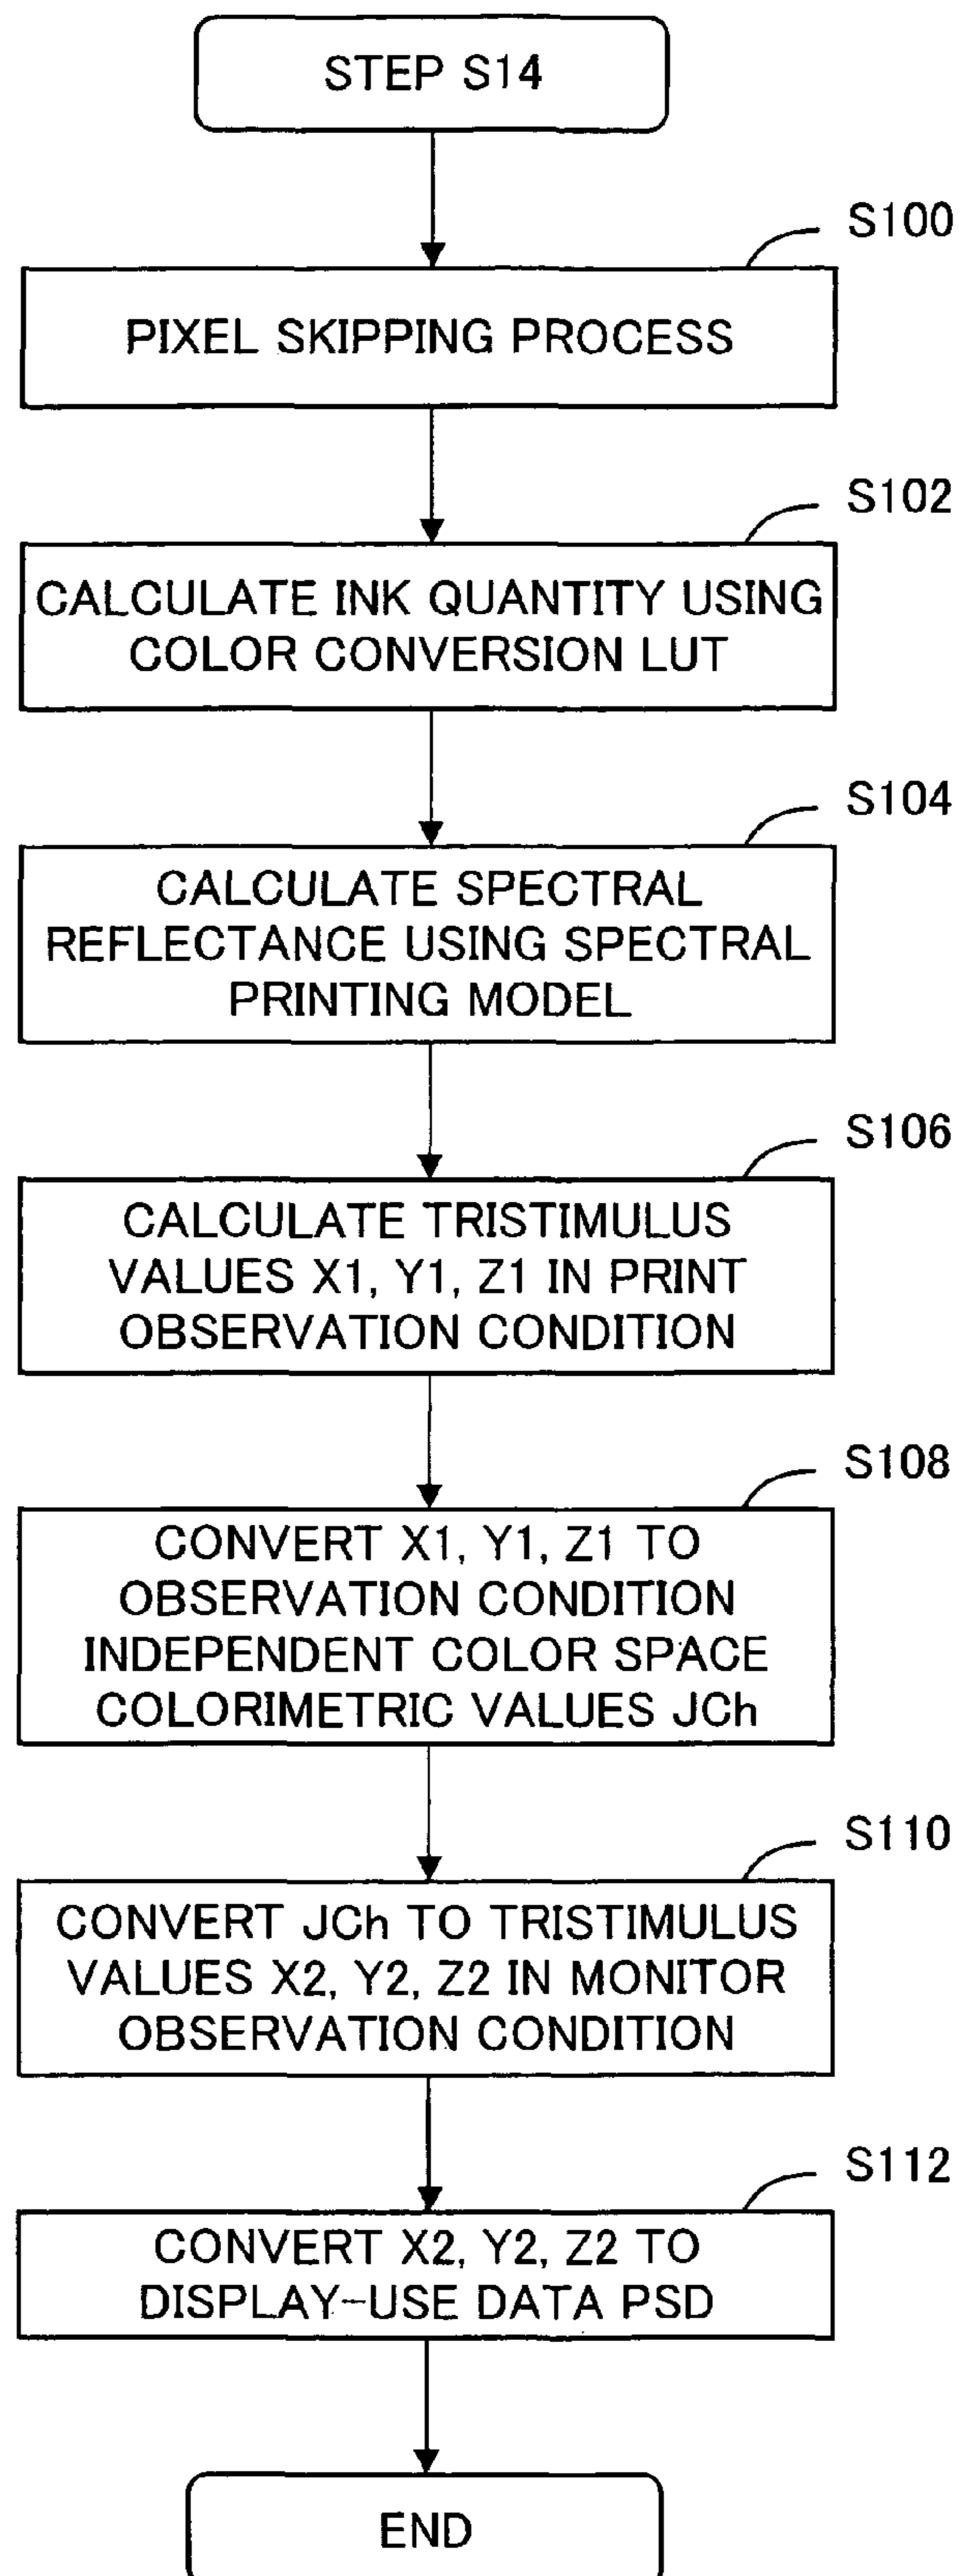 STEP S14
S100
PIXEL SKIPPING PROCESS
S102
CALCULATE INK QUANTITY USING
COLOR CONVERSION LUT
S104
CALCULATE SPECTRAL
REFLECTANCE USING SPECTRAL
PRINTING MODEL
S106
CALCULATE TRISTIMULUS
VALUES X1, Y1, Z1 IN PRINT
OBSERVATION CONDITION
S108
CONVERT X1, Y1, Z1 TO
OBSERVATION CONDITION
INDEPENDENT COLOR SPACE
COLORIMETRIC VALUES JCh
S110
CONVERT JCh TO TRISTIMULUS
VALUES X2, Y2, Z2 IN MONITOR
OBSERVATION CONDITION
S112
CONVERT X2, Y2, Z2 TO
DISPLAY-USE DATA PSD
END